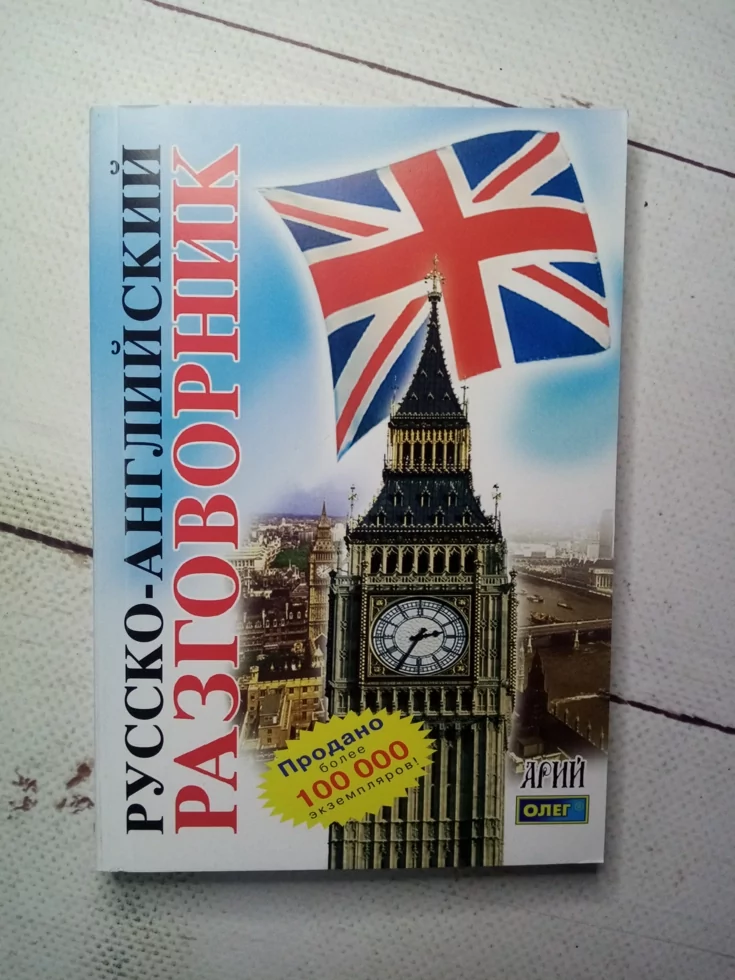 РУССКО-АНГЛИЙСКИЙ
РАЗГОВОРНИК
Продано
более
100 000
экземпляров!
АРИЙ
ОЛЕГ®